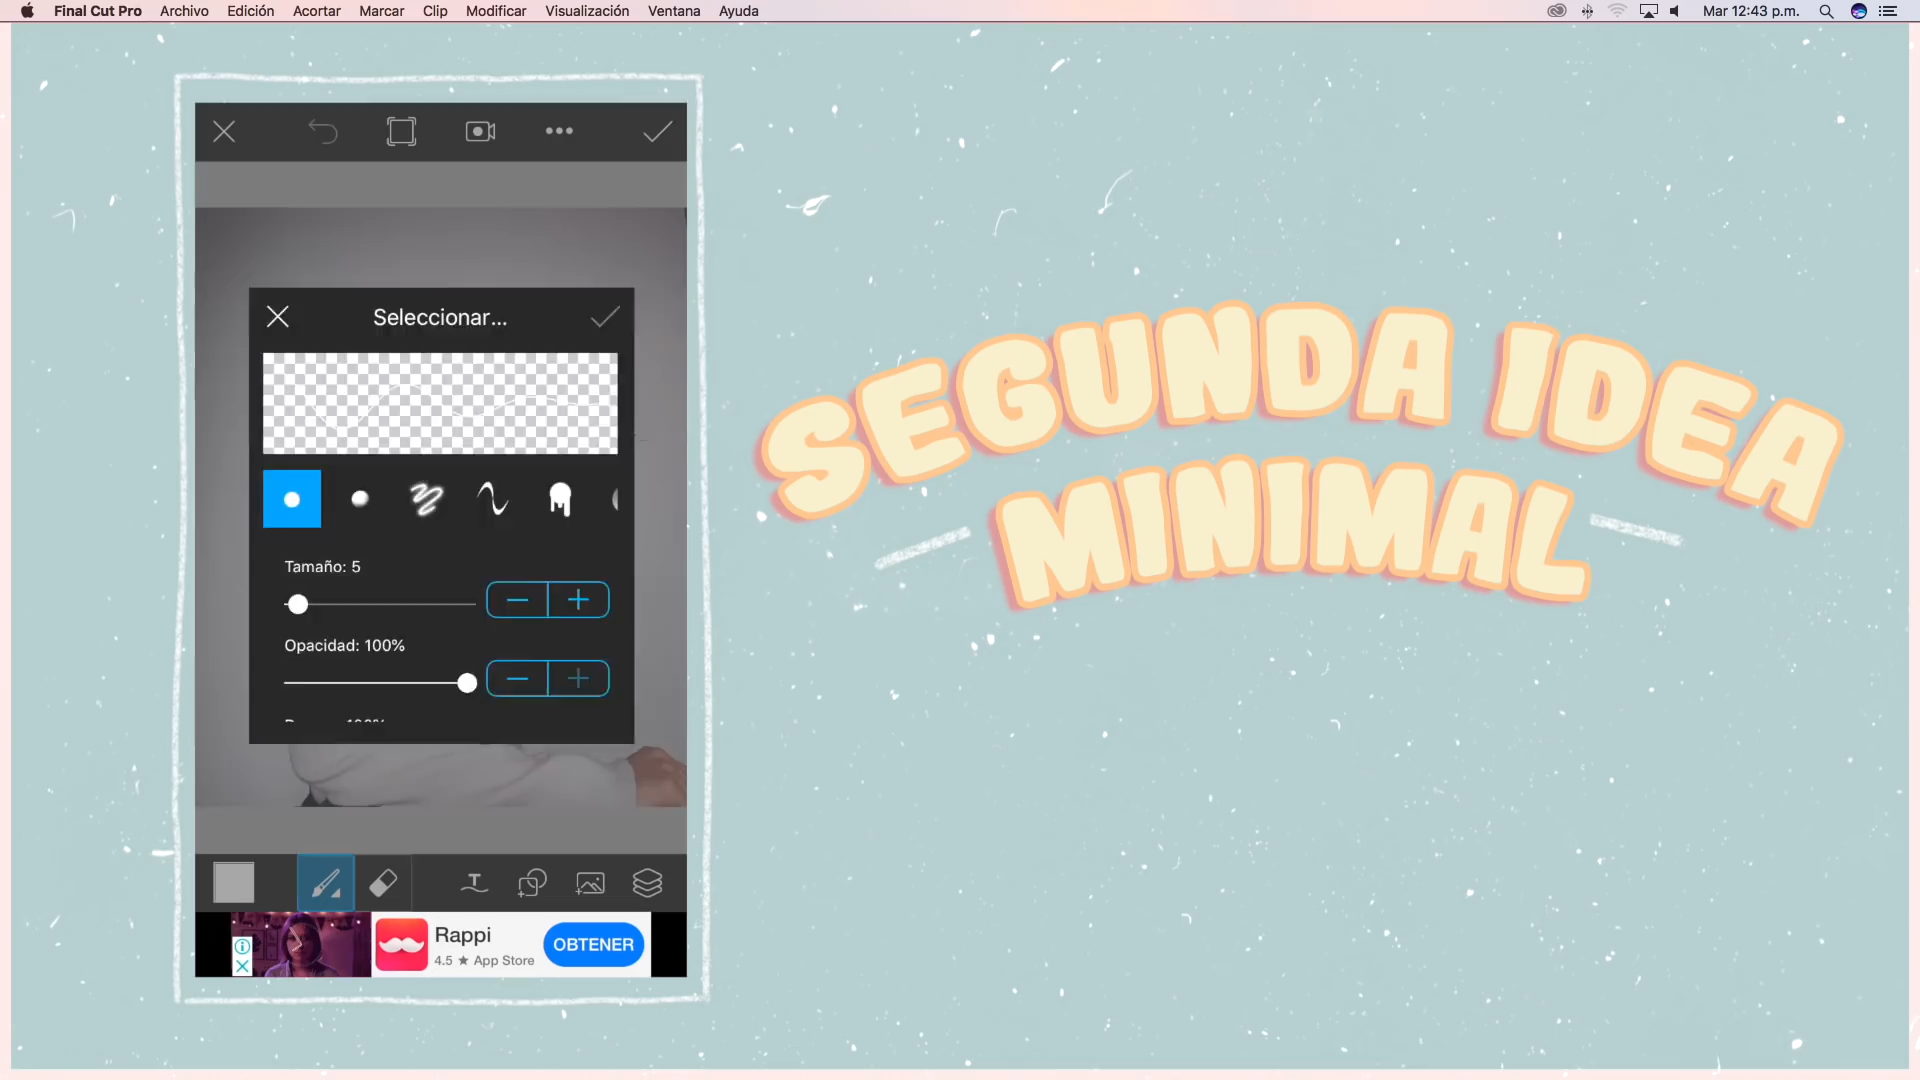 Final Cut Pro Archivo Edición Acortar Marcar Clip Modificar Visualización Ventana Ayuda Mar 12:43 p.m.
Seleccionar...
Tamaño: 5
Opacidad: 100%
SEGUNDA IDEA
MINIMAL
Rappi
4.5 ★ App Store
OBTENER